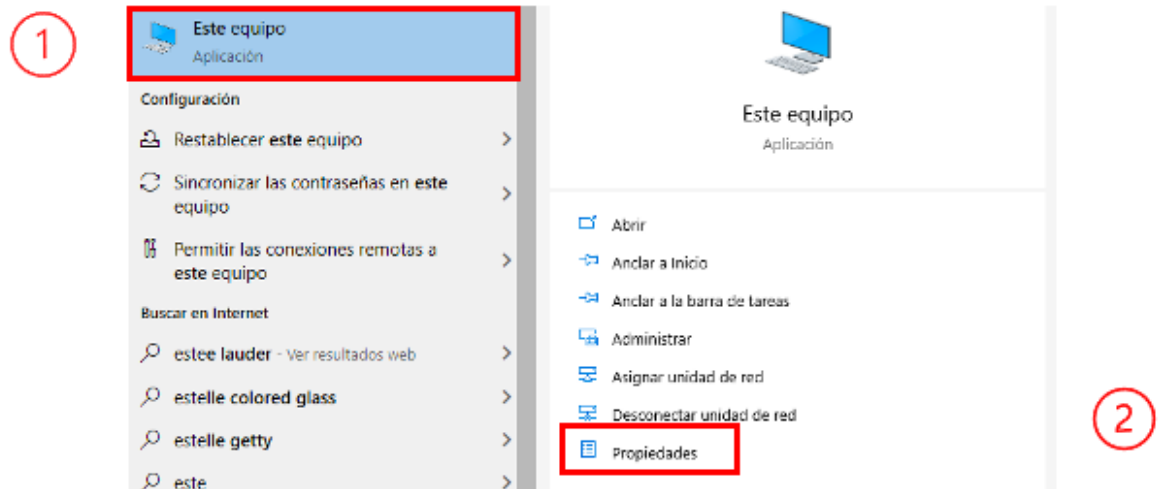 1
Este equipo
Aplicación
Configuración
Restablecer este equipo
Sincronizar las contraseñas en este
equipo
Permitir las conexiones remotas a
este equipo
Buscar en Internet
estee lauder - Ver resultados web
estelle colored glass
estelle getty
este
Este equipo
Aplicación
Abrir
Anclar a Inicio
Anclar a la barra de tareas
Administrar
Asignar unidad de red
Desconectar unidad de red
Propiedades
2